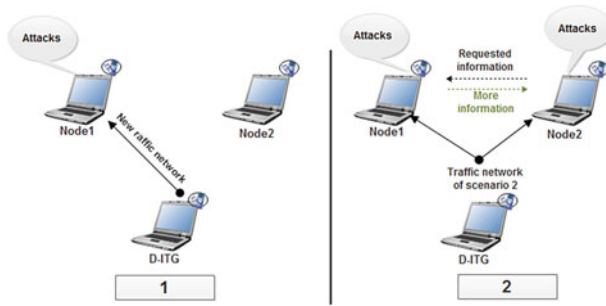 Attacks
Node1
Node2
New raffic network
D-ITG
1
Attacks
Attacks
Requested
information
More
information
Node1
Node2
Traffic network
of scenario 2
D-ITG
2